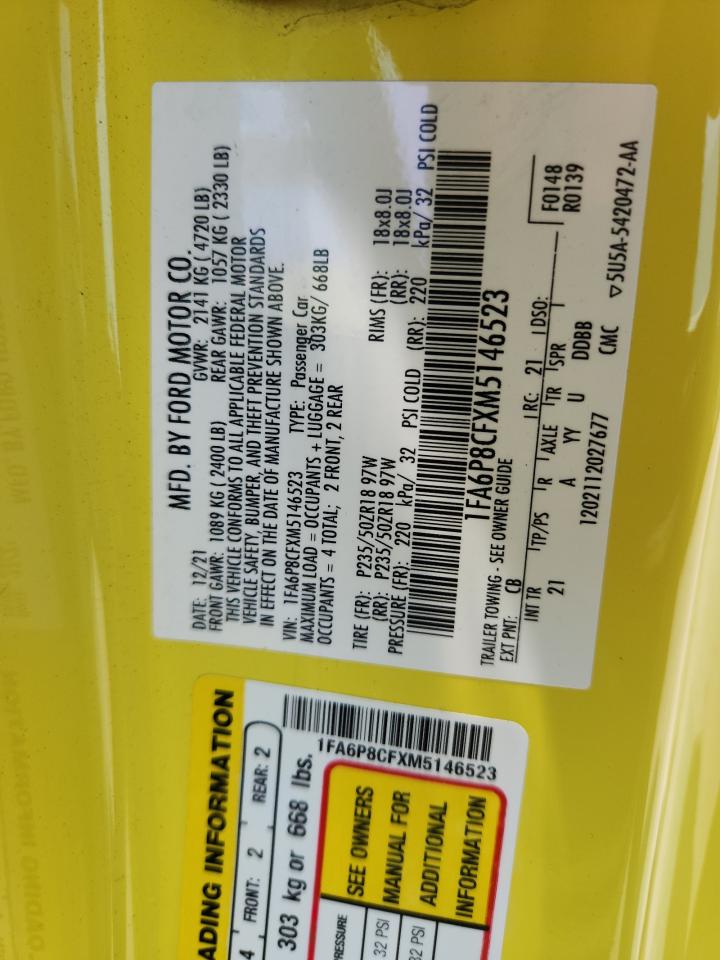 MFD. BY FORD MOTOR CO.
DATE: 12/21 GVWR: 2141 KG ( 4720 LB)
FRONT GAWR: 1089 KG ( 2400 LB) REAR GAWR: 1057 KG ( 2330 LB)
THIS VEHICLE CONFORMS TO ALL APPLICABLE FEDERAL MOTOR
VEHICLE SAFETY, BUMPER, AND THEFT PREVENTION STANDARDS
IN EFFECT ON THE DATE OF MANUFACTURE SHOWN ABOVE.
VIN: 1FA6P8CFXM5146523 TYPE: Passenger Car
MAXIMUM LOAD = OCCUPANTS + LUGGAGE = 303KG/ 668LB
OCCUPANTS = 4 TOTAL; 2 FRONT, 2 REAR
TIRE (FR): P235/50ZR18 97W RIMS (FR): 18x8.0J
(RR): P235/50ZR18 97W (RR): 18x8.0J
PRESSURE (FR): 220 kPa/ 32 PSI COLD (RR): 220 kPa/ 32 PSI COLD
1FA6P8CFXM5146523
TRAILER TOWING - SEE OWNER GUIDE
EXT PNT: CB RC: 21 DSO: F0148
INT TR TP/PS R AXLE TR SPR R0139
21 A YY U DDBB
1202112027677 CMC ▽5U5A-5420472-AA
ADING INFORMATION
4 FRONT: 2 REAR: 2
303 kg or 668 lbs.
1FA6P8CFXM5146523
RESSURE
32 PSI
32 PSI
SEE OWNERS
MANUAL FOR
ADDITIONAL
INFORMATION